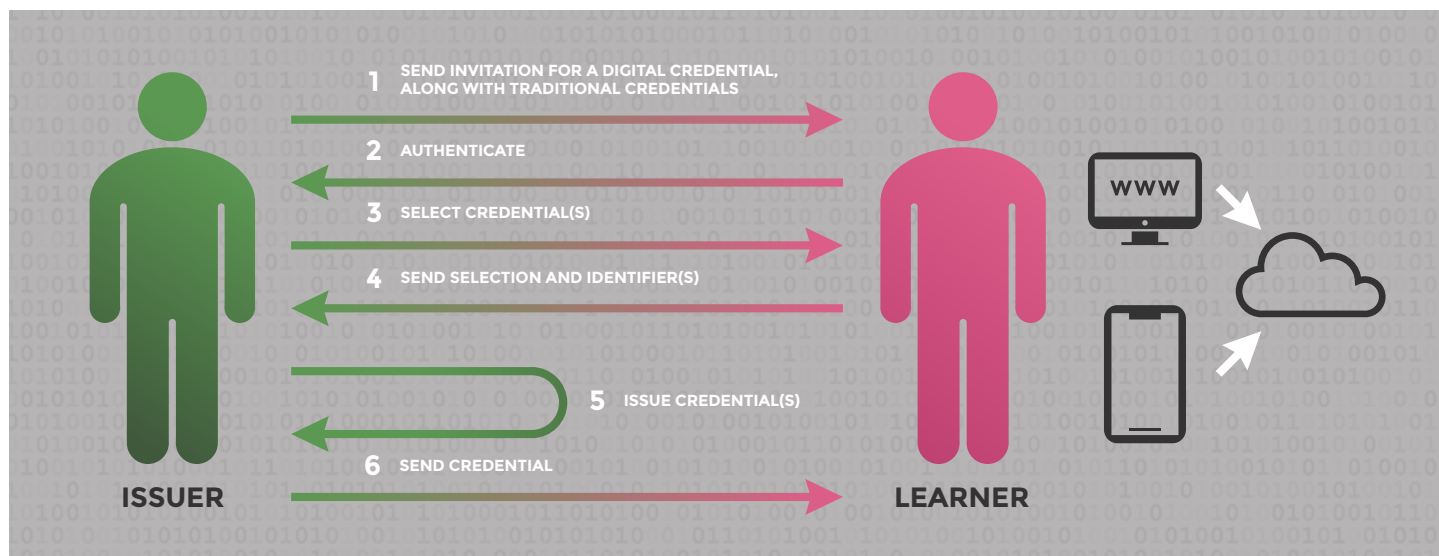 1 SEND INVITATION FOR A DIGITAL CREDENTIAL,
ALONG WITH TRADITIONAL CREDENTIALS
2 AUTHENTICATE
3 SELECT CREDENTIAL(S)
4 SEND SELECTION AND IDENTIFIER(S)
5 ISSUE CREDENTIAL(S)
6 SEND CREDENTIAL
ISSUER
LEARNER
WWW